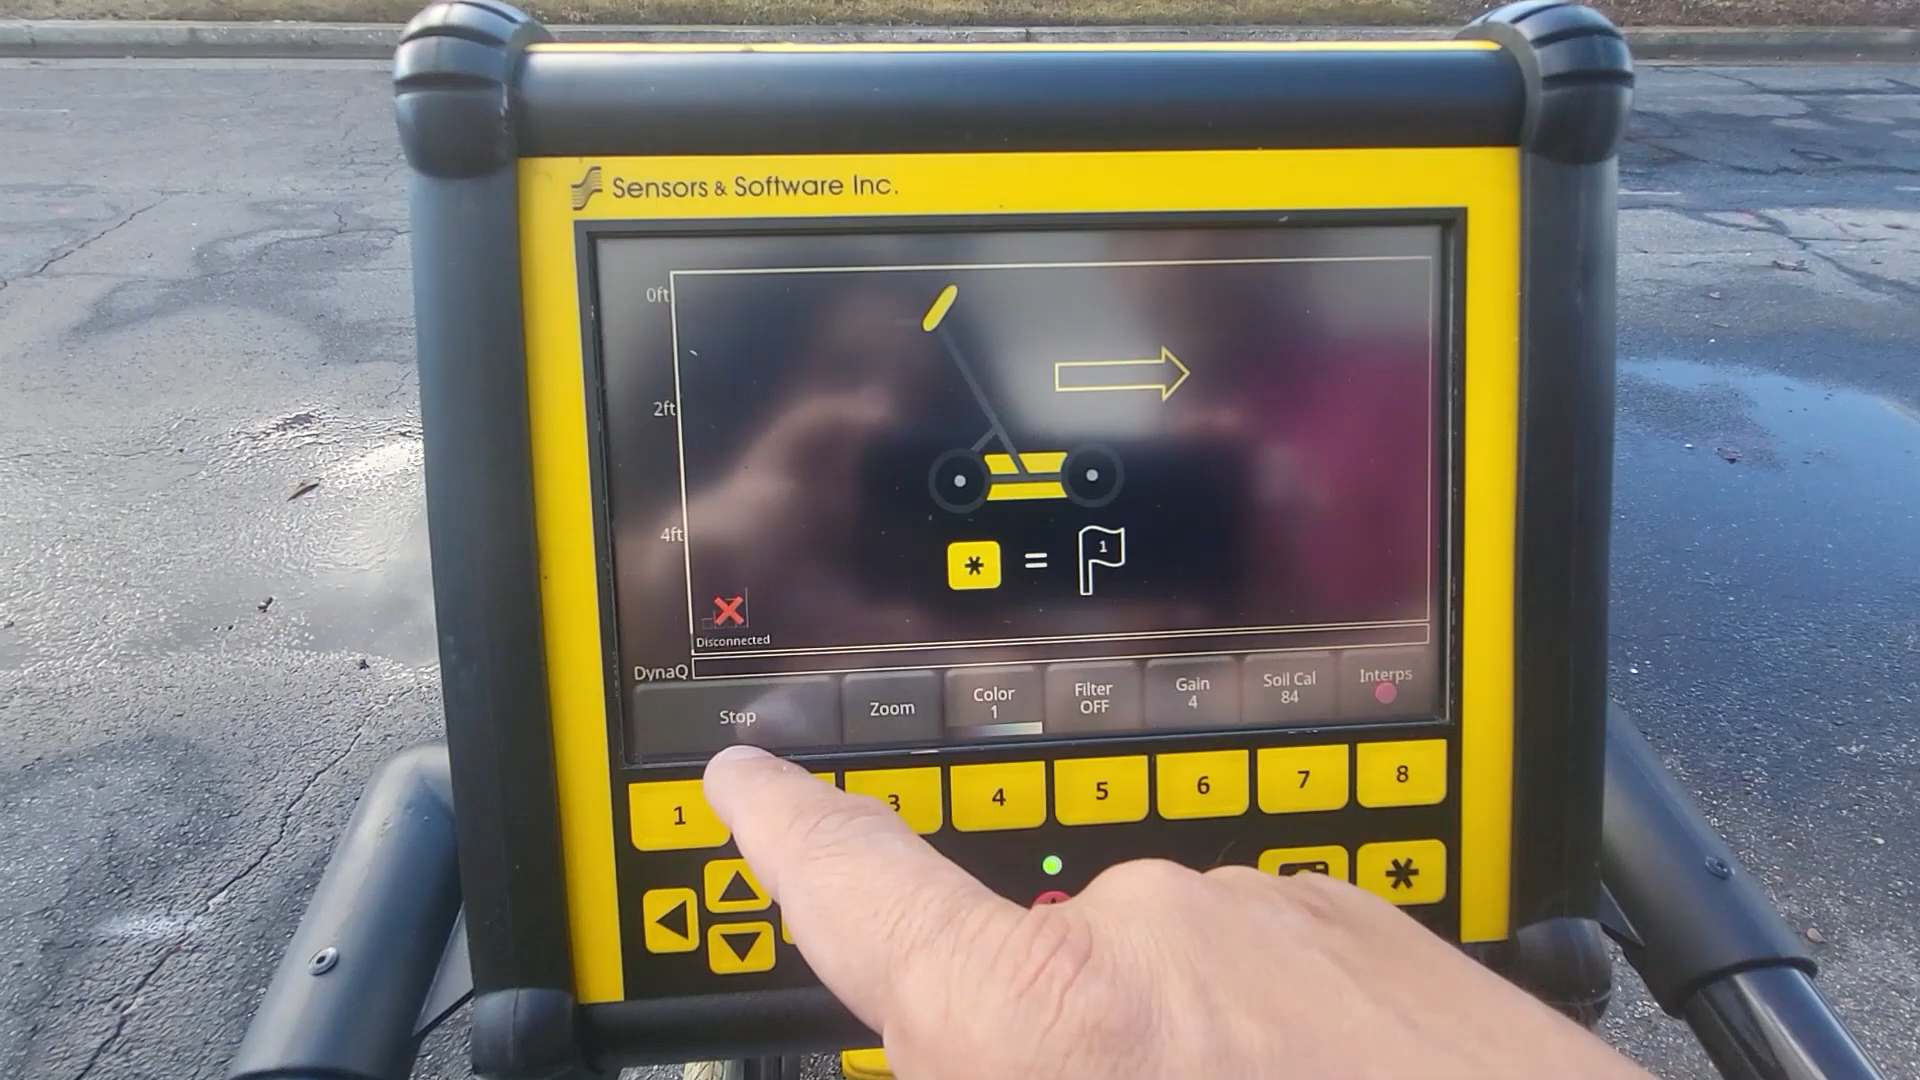 Sensors & Software Inc.
0ft
2ft
4ft
* = 1
Disconnected
DynaQ
Stop
Zoom
Color
1
Filter
OFF
Gain
4
Soil Cal
84
Interps
1
3
4
5
6
7
8
*